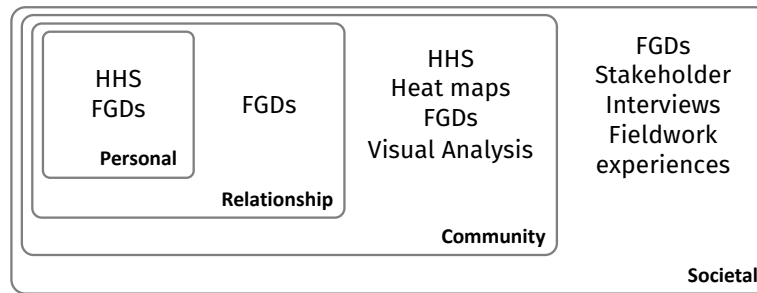 HHS
FGDs
Personal
FGDs
Relationship
HHS
Heat maps
FGDs
Visual Analysis
Community
FGDs
Stakeholder
Interviews
Fieldwork
experiences
Societal